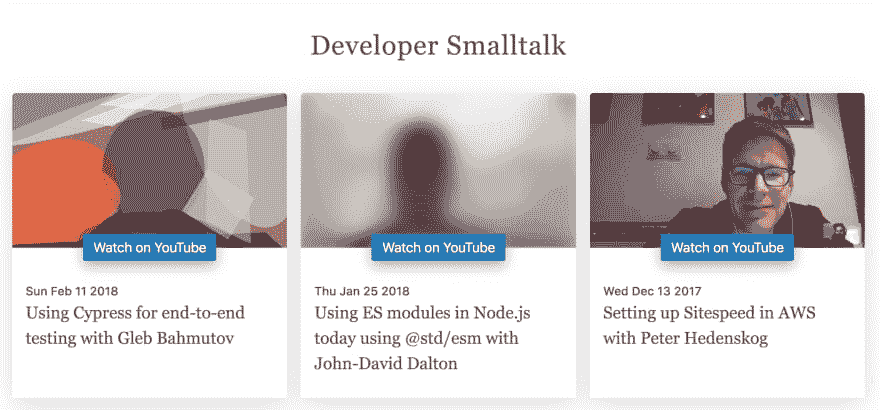 Developer Smalltalk
Watch on YouTube
Sun Feb 11 2018
Using Cypress for end-to-end
testing with Gleb Bahmutov
Watch on YouTube
Thu Jan 25 2018
Using ES modules in Node.js
today using @std/esm with
John-David Dalton
Watch on YouTube
Wed Dec 13 2017
Setting up Sitespeed in AWS
with Peter Hedenskog